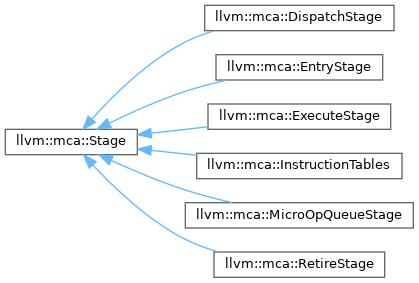 llvm::mca::DispatchStage
llvm::mca::EntryStage
llvm::mca::ExecuteStage
llvm::mca::Stage
llvm::mca::InstructionTables
llvm::mca::MicroOpQueueStage
llvm::mca::RetireStage